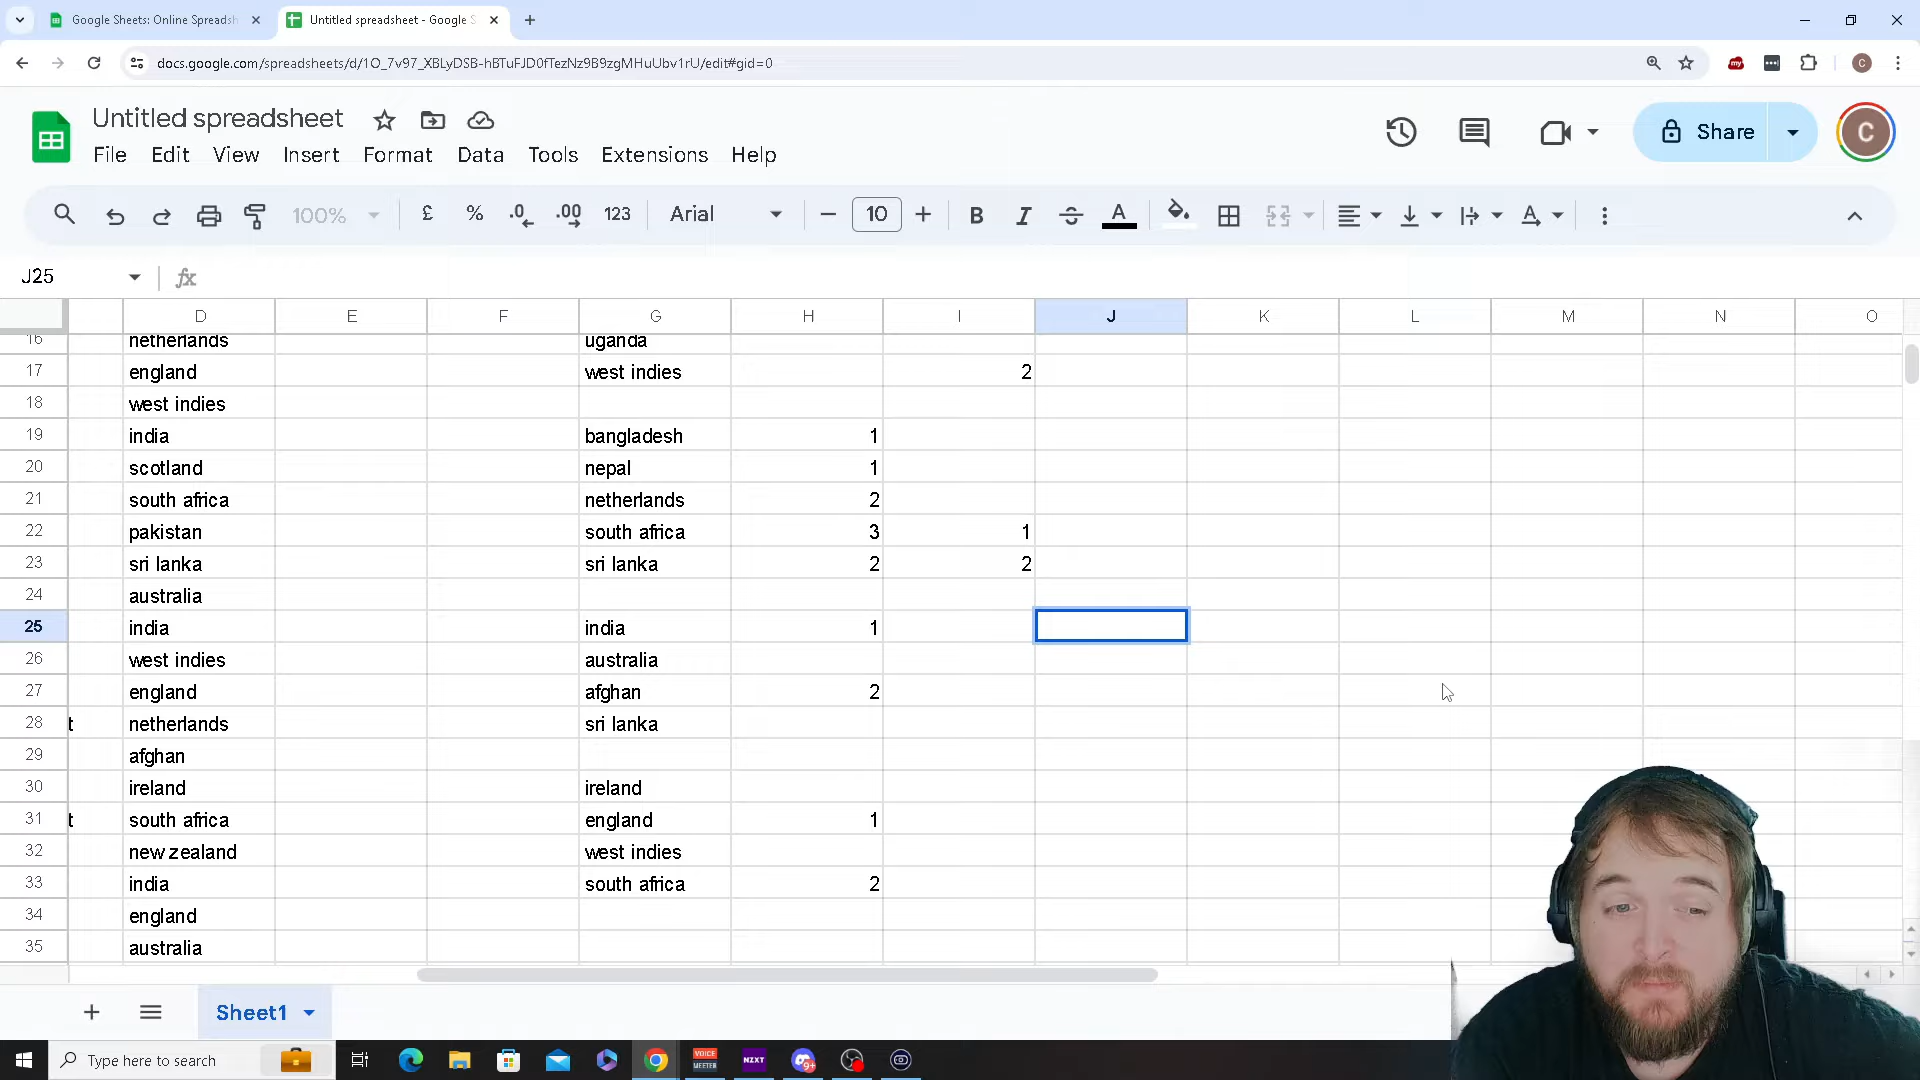 Google Sheets: Online Spreadsh
Untitled spreadsheet - Google S
docs.google.com/spreadsheets/d/1O_7v97_XBLyDSB-hBTuFJD0fTezNz9B9zgMHuUbv1rU/edit#gid=0
Untitled spreadsheet
File Edit View Insert Format Data Tools Extensions Help
Share
C
100% £ % .0 .00 123 Arial 10 B I A
J25 fx
D E F G H I J K L M N O
16 netherlands uganda
17 england west indies 2
18 west indies
19 india bangladesh 1
20 scotland nepal 1
21 south africa netherlands 2
22 pakistan south africa 3 1
23 sri lanka sri lanka 2 2
24 australia
25 india india 1
26 west indies australia
27 england afghan 2
28 t netherlands sri lanka
29 afghan
30 ireland ireland
31 t south africa england 1
32 new zealand west indies
33 india south africa 2
34 england
35 australia
Sheet1
Type here to search
VOICE
MEETER
NZXT
9+